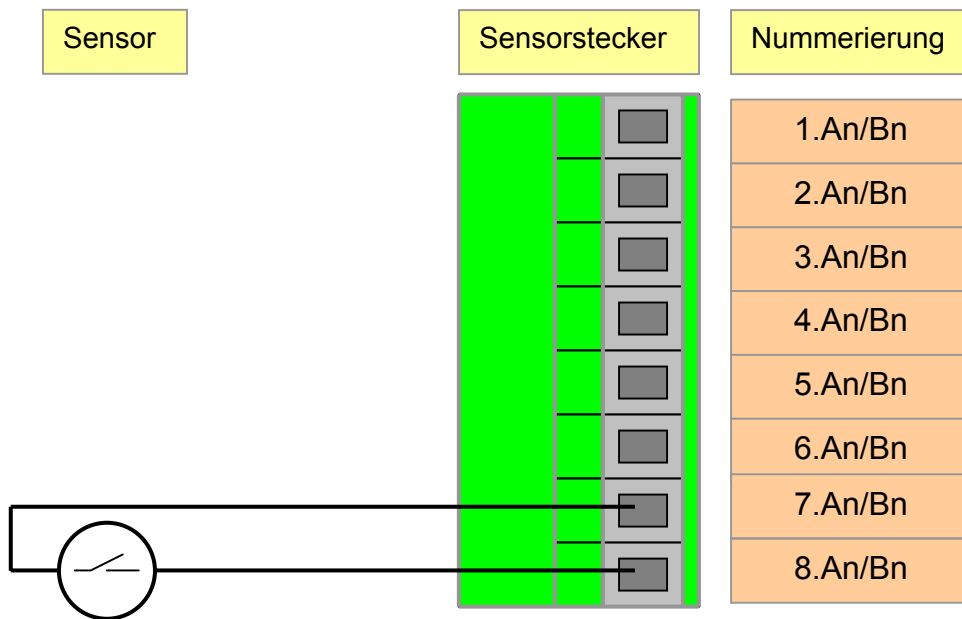 Sensor
Sensorstecker
Nummerierung
1.An/Bn
2.An/Bn
3.An/Bn
4.An/Bn
5.An/Bn
6.An/Bn
7.An/Bn
8.An/Bn